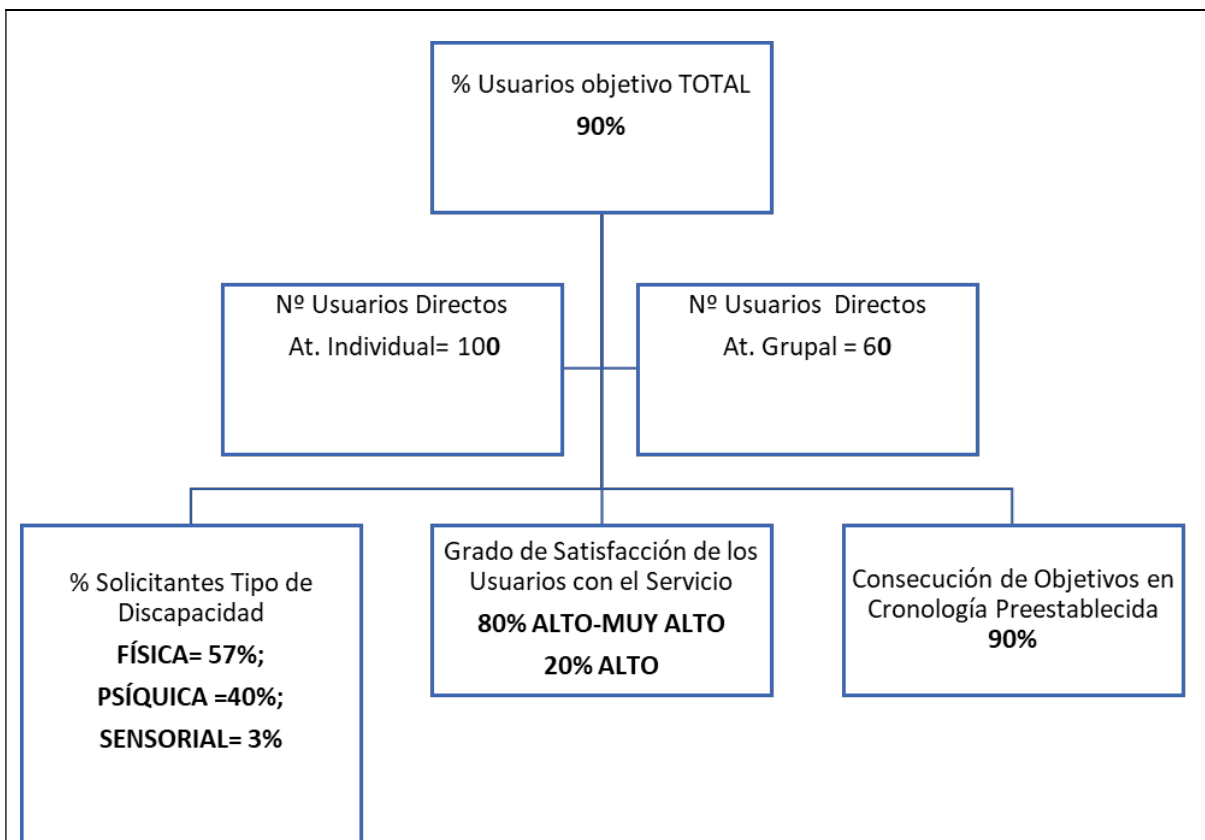 % Usuarios objetivo TOTAL
90%
Nº Usuarios Directos
At. Individual= 100
Nº Usuarios  Directos
At. Grupal = 60
% Solicitantes Tipo de
Discapacidad
FÍSICA= 57%;
PSÍQUICA =40%;
SENSORIAL= 3%
Grado de Satisfacción de los
Usuarios con el Servicio
80% ALTO-MUY ALTO
20% ALTO
Consecución de Objetivos en
Cronología Preestablecida
90%